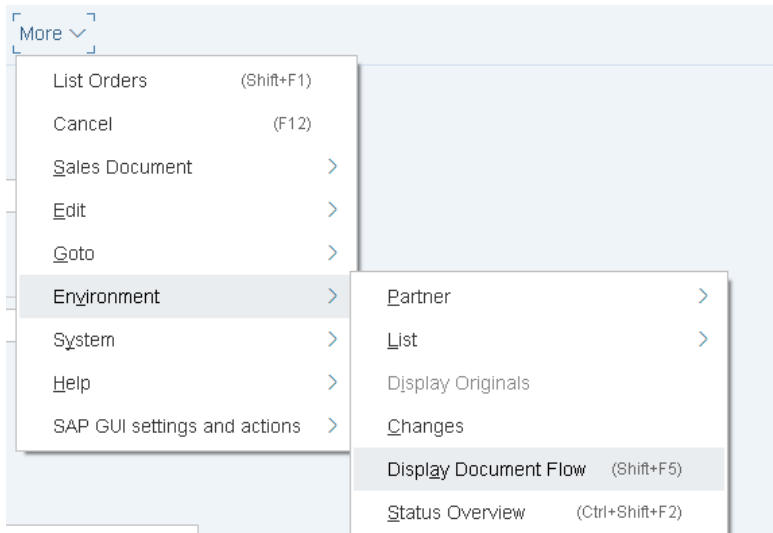 More
List Orders (Shift+F1)
Cancel (F12)
Sales Document
Edit
Goto
Environment
System
Help
SAP GUI settings and actions
Partner
List
Display Originals
Changes
Display Document Flow (Shift+F5)
Status Overview (Ctrl+Shift+F2)